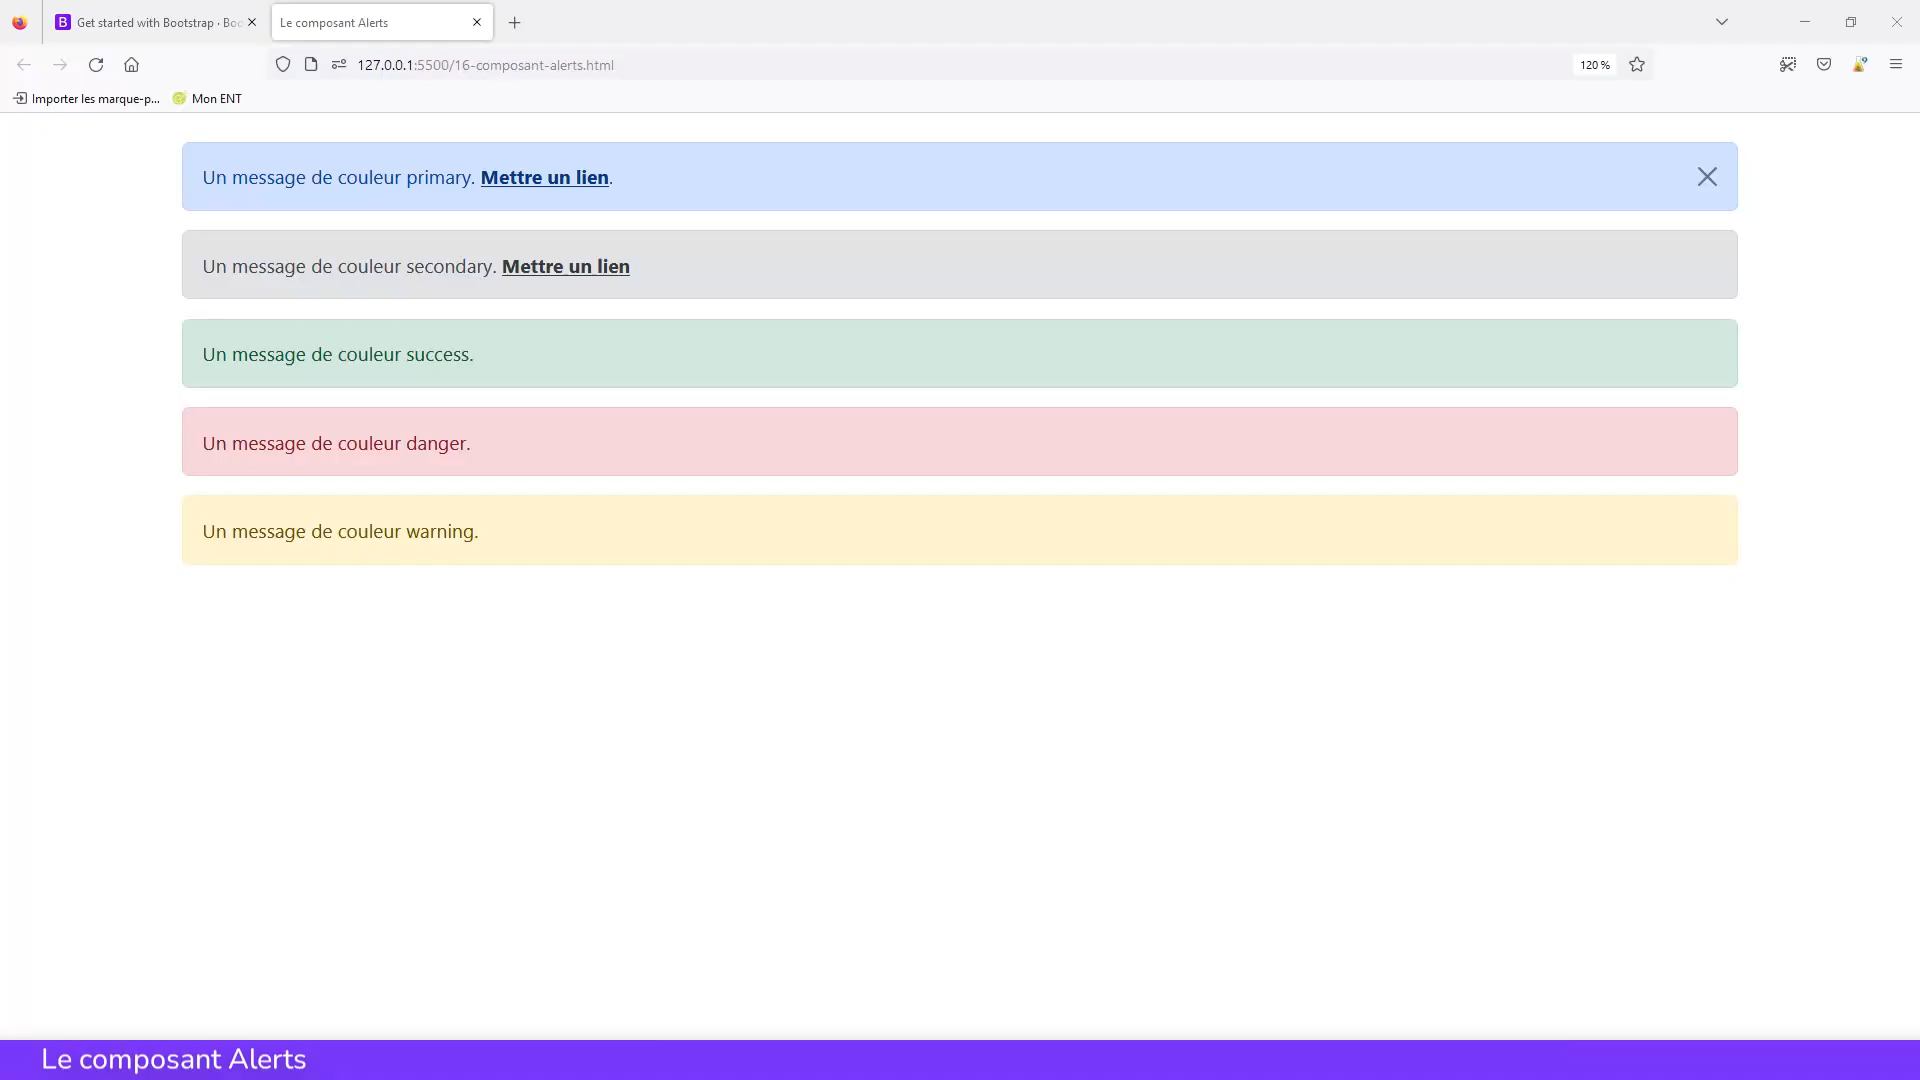 Get started with Bootstrap · Boo
Le composant Alerts
127.0.0.1:5500/16-composant-alerts.html
120 %
Importer les marque-p...
Mon ENT
Un message de couleur primary. Mettre un lien.
Un message de couleur secondary. Mettre un lien
Un message de couleur success.
Un message de couleur danger.
Un message de couleur warning.
Le composant Alerts